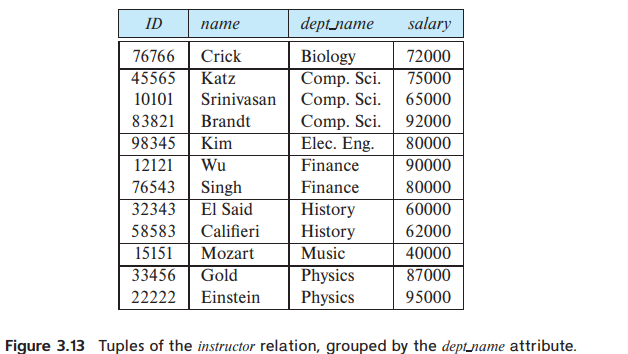 ID name dept_name salary
76766 Crick Biology 72000
45565 Katz Comp. Sci. 75000
10101 Srinivasan Comp. Sci. 65000
83821 Brandt Comp. Sci. 92000
98345 Kim Elec. Eng. 80000
12121 Wu Finance 90000
76543 Singh Finance 80000
32343 El Said History 60000
58583 Califieri History 62000
15151 Mozart Music 40000
33456 Gold Physics 87000
22222 Einstein Physics 95000
Figure 3.13 Tuples of the instructor relation, grouped by the dept_name attribute.